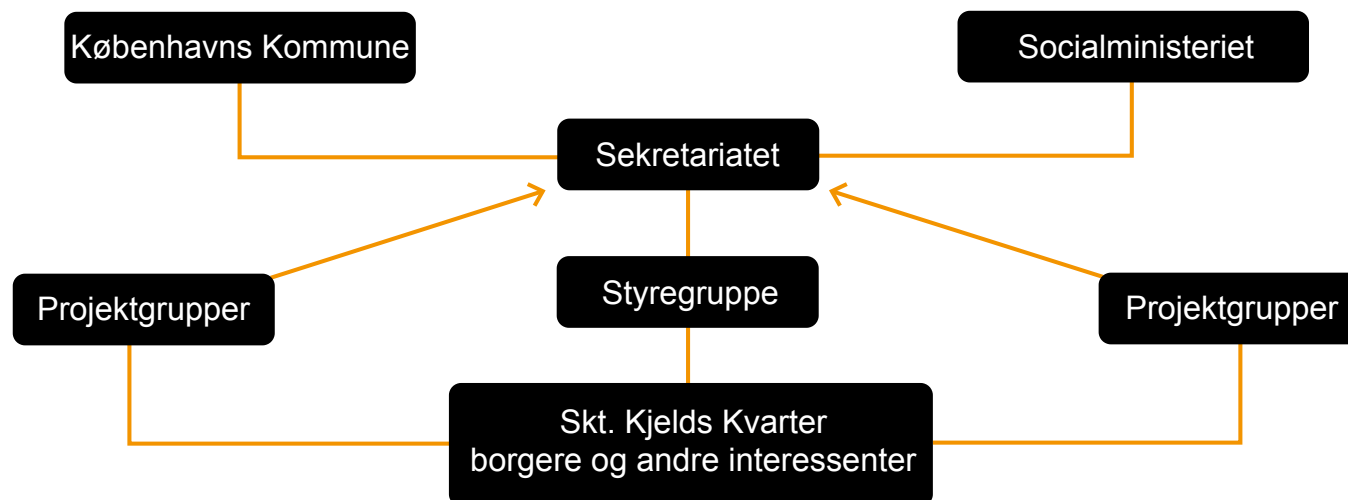 Københavns Kommune
Socialministeriet
Sekretariatet
Projektgrupper
Styregruppe
Projektgrupper
Skt. Kjelds Kvarter
borgere og andre interessenter